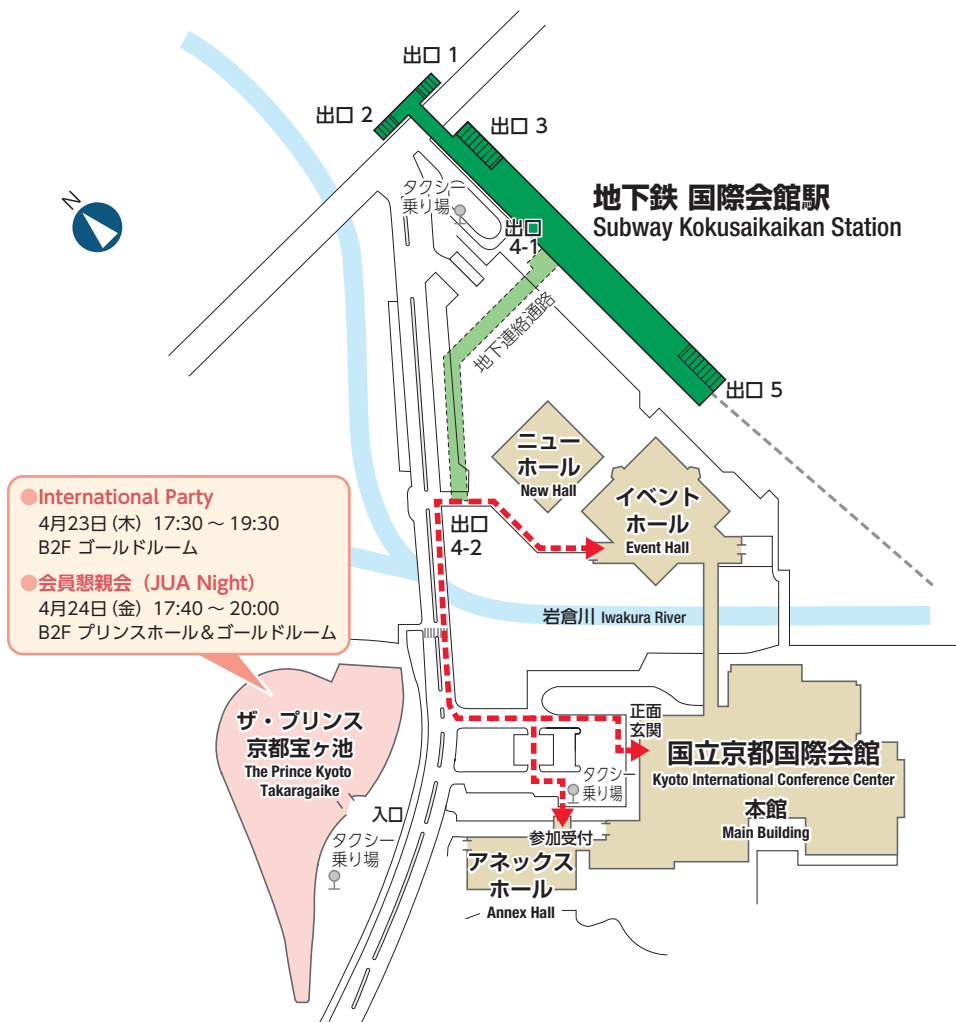 出口 1
出口 2
出口 3
N
タクシー
乗り場
地下鉄 国際会館駅
Subway Kokusaikaikan Station
出口
4-1
地下連絡通路
出口 5
ニュー
ホール
New Hall
イベント
ホール
Event Hall
●International Party
4月23日（木）17:30 ～ 19:30
B2F ゴールドルーム
●会員懇親会（JUA Night）
4月24日（金）17:40 ～ 20:00
B2F プリンスホール＆ゴールドルーム
出口
4-2
岩倉川 Iwakura River
ザ・プリンス
京都宝ヶ池
The Prince Kyoto
Takaragaike
正面
玄関
国立京都国際会館
Kyoto International Conference Center
本館
Main Building
タクシー
乗り場
入口
タクシー
乗り場
参加受付
アネックス
ホール
Annex Hall